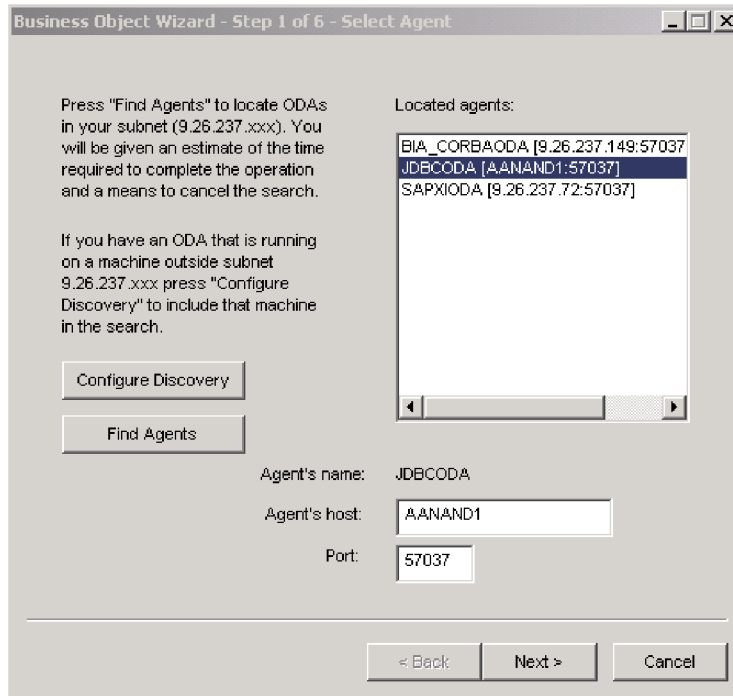 Business Object Wizard - Step 1 of 6 - Select Agent
Press "Find Agents" to locate ODAs
in your subnet (9.26.237.xxx). You
will be given an estimate of the time
required to complete the operation
and a means to cancel the search.
If you have an ODA that is running
on a machine outside subnet
9.26.237.xxx press "Configure
Discovery" to include that machine
in the search.
Configure Discovery
Find Agents
Located agents:
BIA_CORBAODA [9.26.237.149:57037
JDBCODA [AANAND1:57037]
SAPXIODA [9.26.237.72:57037]
Agent's name: JDBCODA
Agent's host: AANAND1
Port: 57037
< Back Next > Cancel